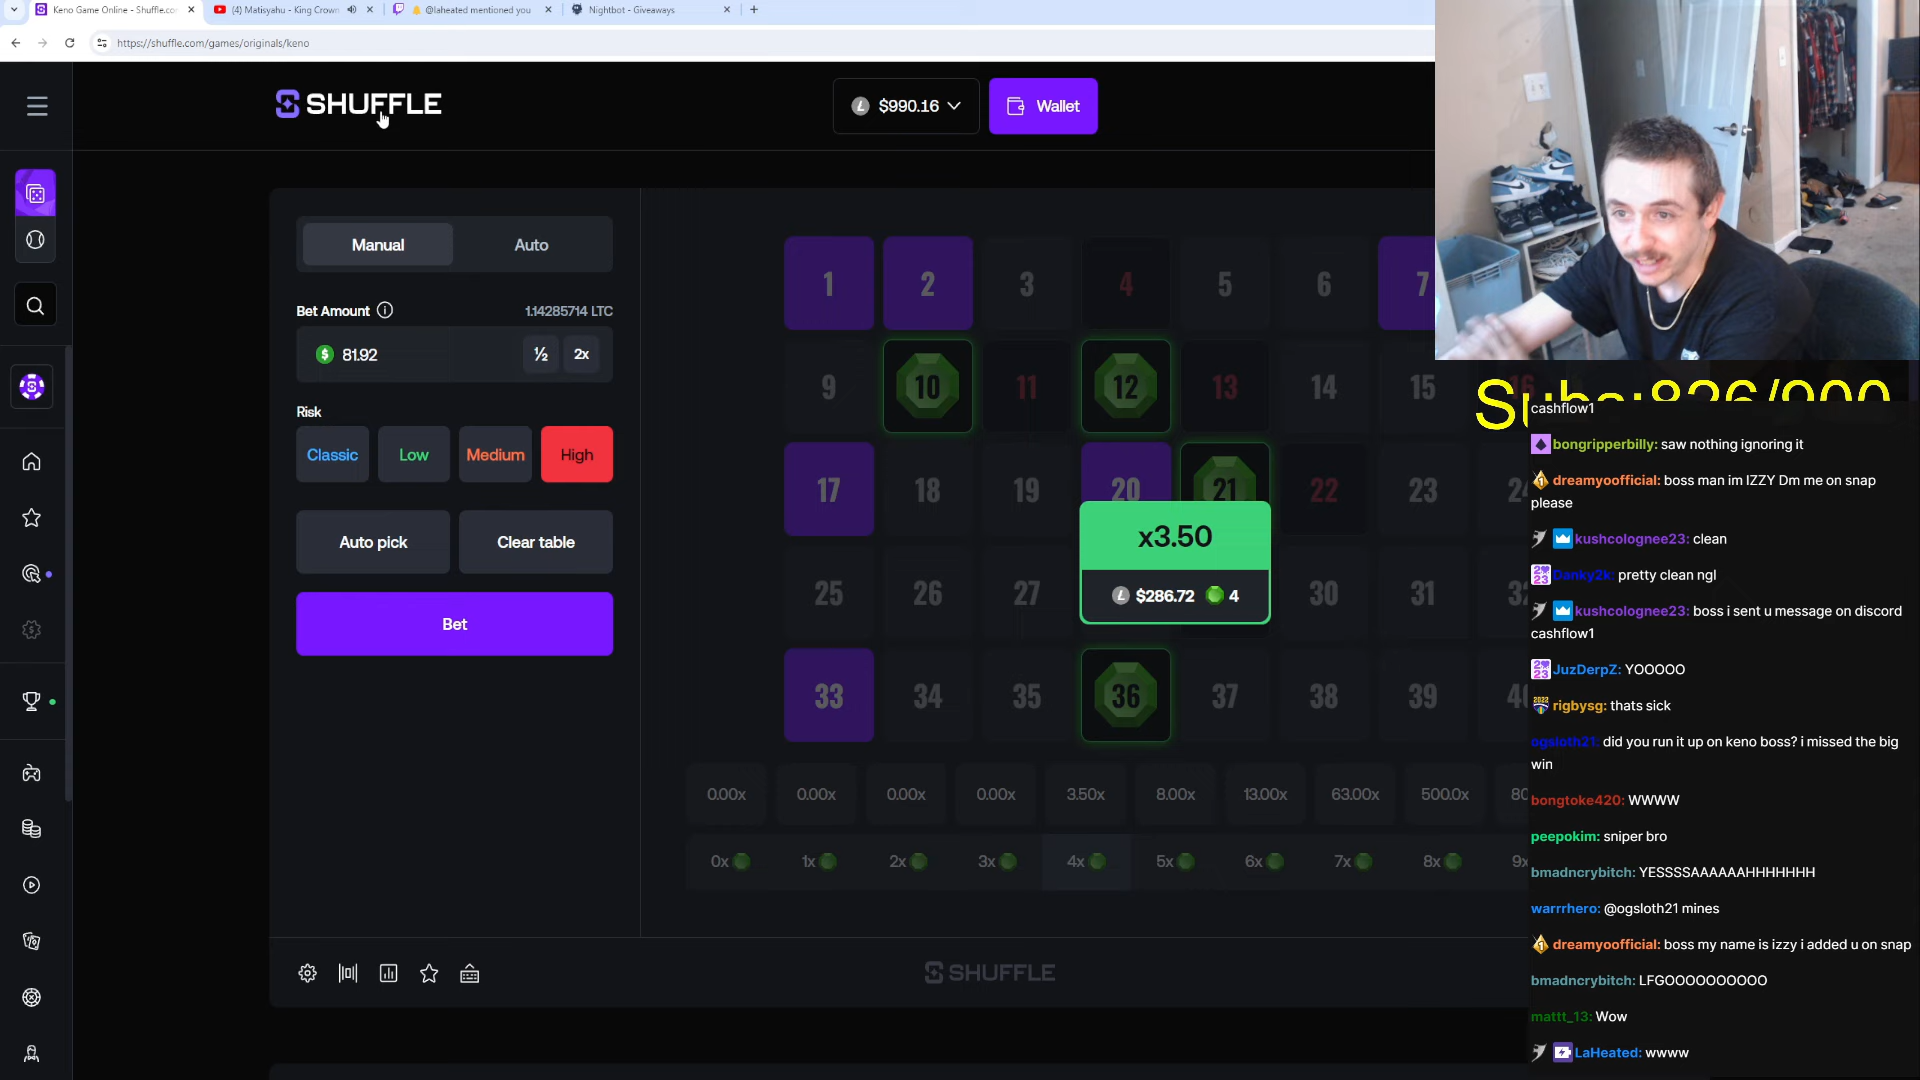 Keno Game Online - Shuffle.co
(4) Matisyahu - King Crown
@laheated mentioned you
Nightbot - Giveaways
https://shuffle.com/games/originals/keno
SHUFFLE
$990.16
Wallet
Manual
Auto
Bet Amount
1.14285714 LTC
81.92
½
2x
Risk
Classic
Low
Medium
High
Auto pick
Clear table
Bet
1 2 3 4 5 6 7
9 10 11 12 13 14 15 16
17 18 19 20 21 22 23
25 26 27 30 31
33 34 35 36 37 38 39
x3.50
$286.72 4
0.00x 0.00x 0.00x 0.00x 3.50x 8.00x 13.00x 63.00x 500.0x
0x 1x 2x 3x 4x 5x 6x 7x 8x 9x
SHUFFLE
Subs:826/900
cashflow1
bongripperbilly: saw nothing ignoring it
dreamyoofficial: boss man im IZZY Dm me on snap
please
kushcolognee23: clean
Danky2k: pretty clean ngl
kushcolognee23: boss i sent u message on discord
cashflow1
JuzDerpZ: YOOOOO
rigbysg: thats sick
ogsloth21: did you run it up on keno boss? i missed the big
win
bongtoke420: WWWW
peepokim: sniper bro
bmadncrybitch: YESSSSAAAAAAHHHHHHH
warrrhero: @ogsloth21 mines
dreamyoofficial: boss my name is izzy i added u on snap
bmadncrybitch: LFGOOOOOOOOOO
mattt_13: Wow
LaHeated: wwww